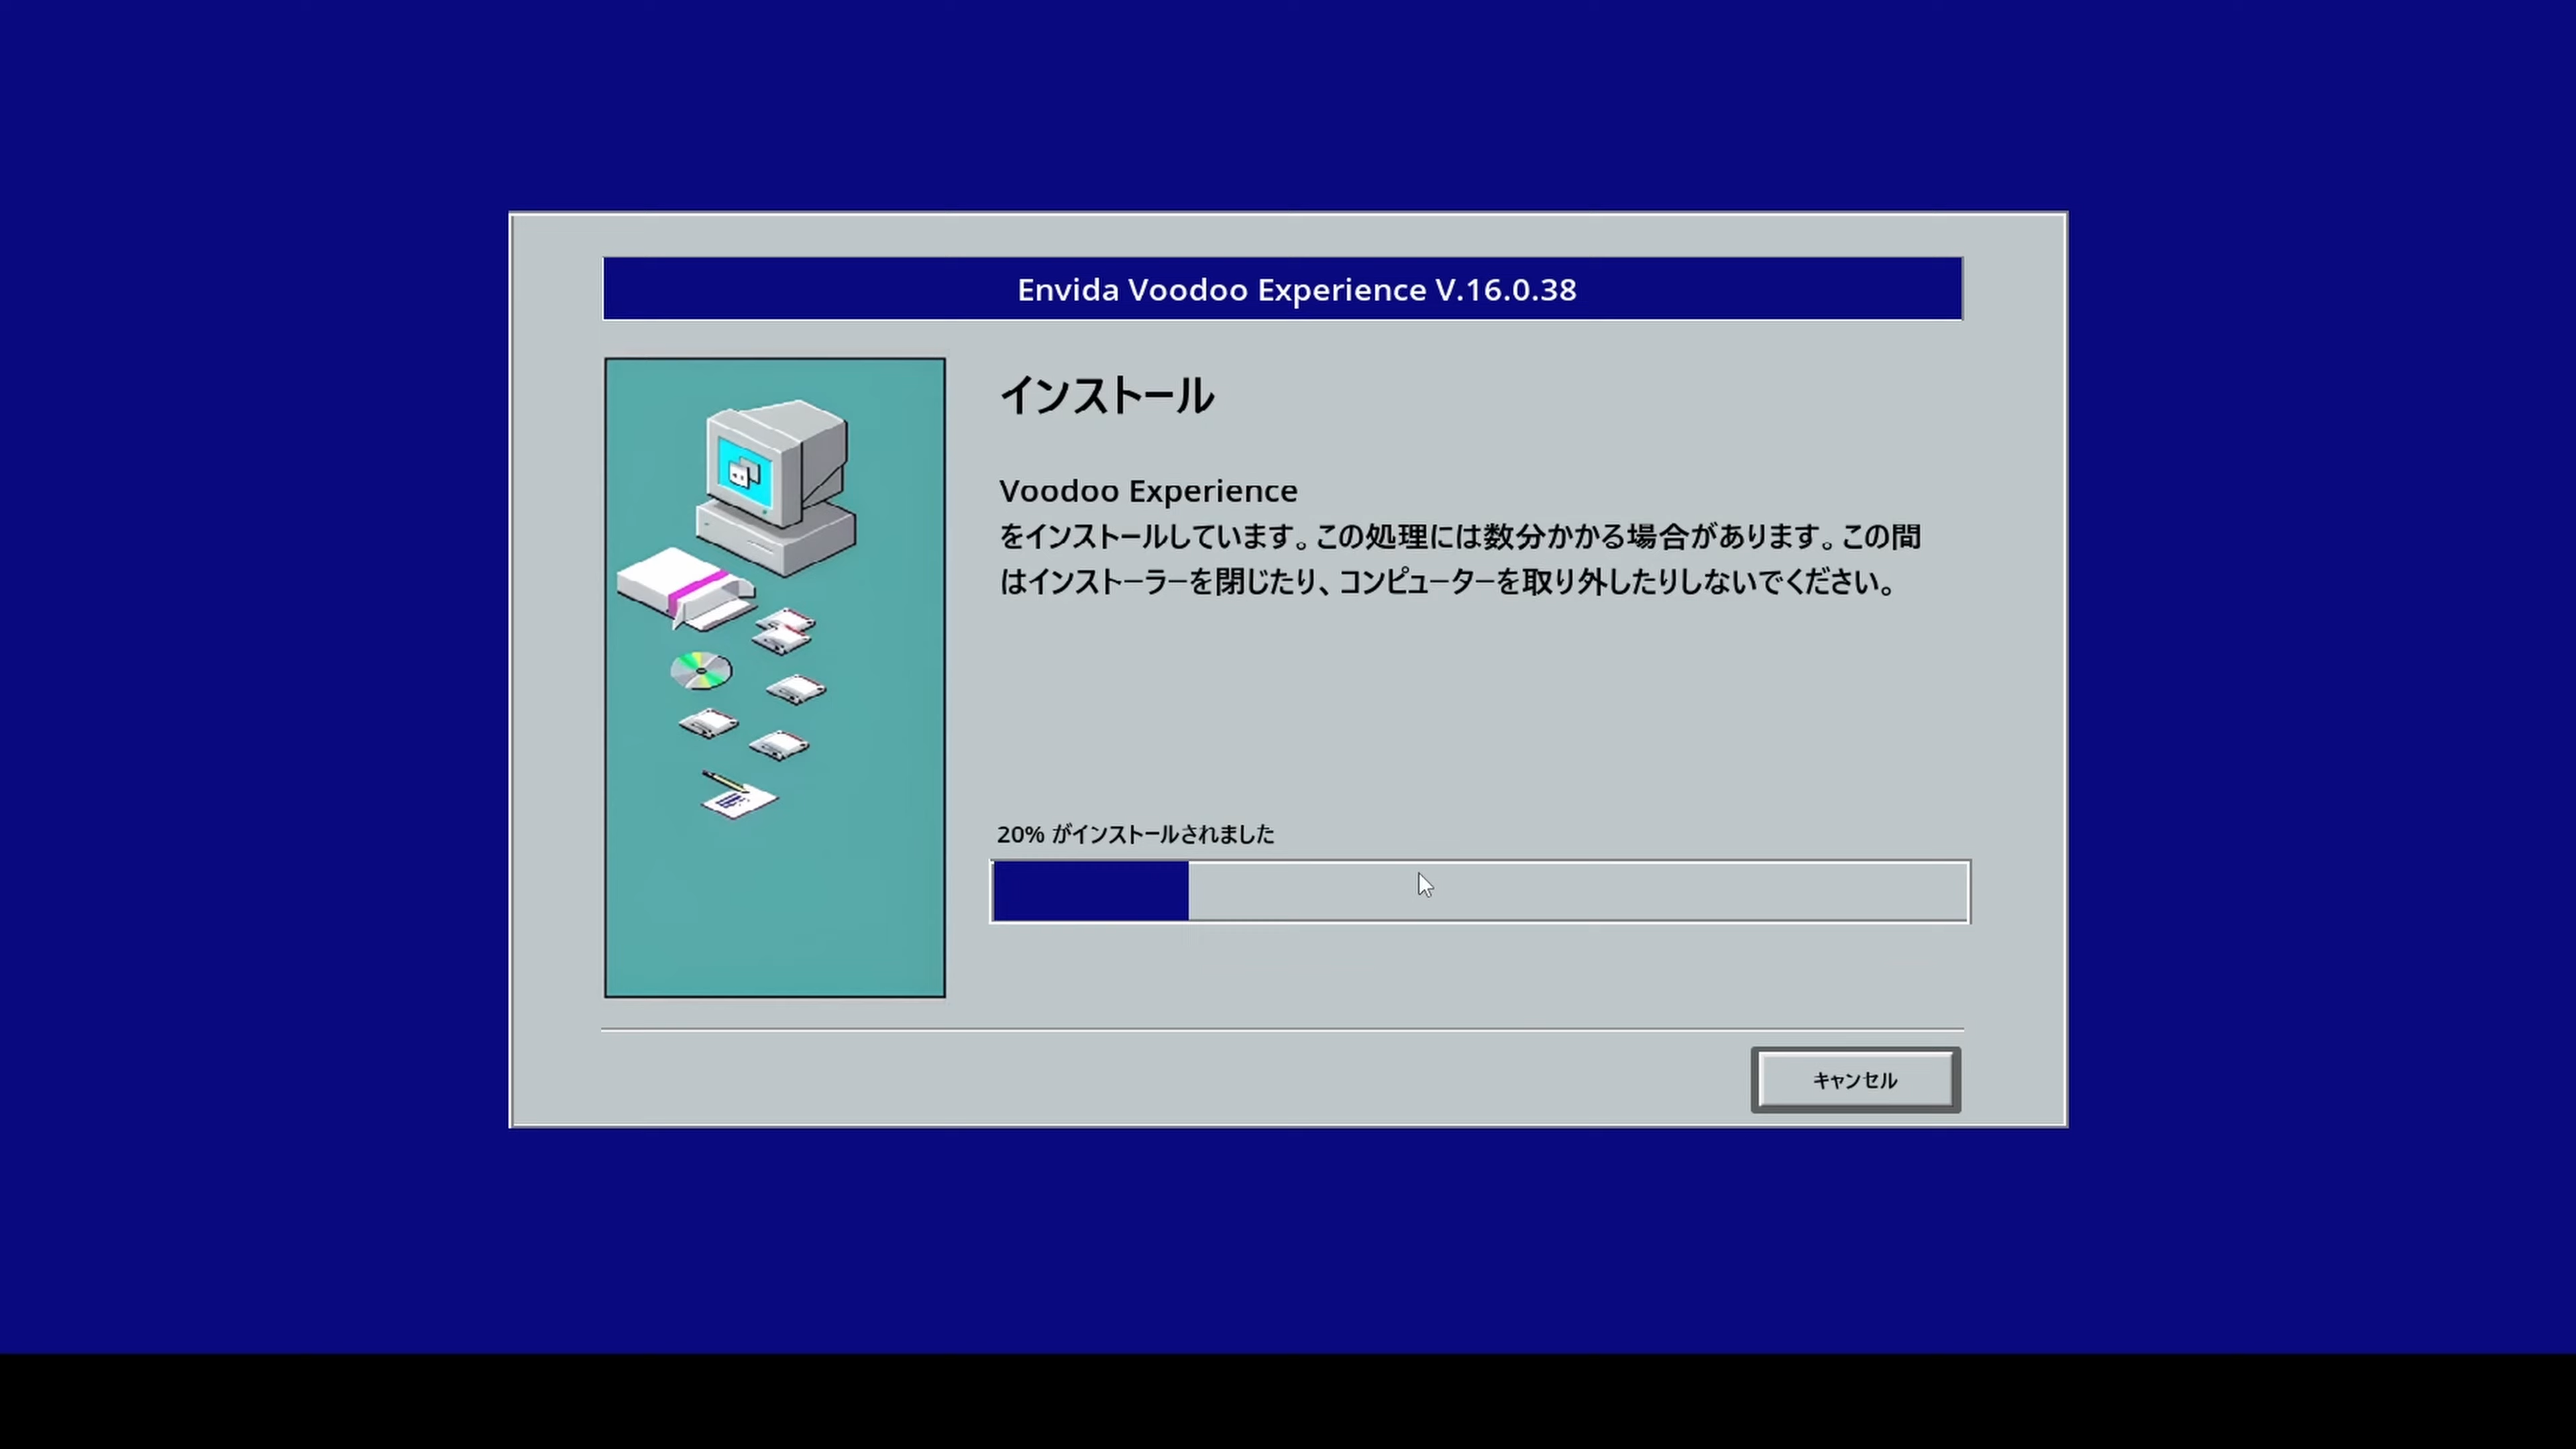 Envida Voodoo Experience V.16.0.38
インストール
Voodoo Experience
をインストールしています。この処理には数分かかる場合があります。この間
はインストーラーを閉じたり、コンピューターを取り外したりしないでください。
20% がインストールされました
キャンセル